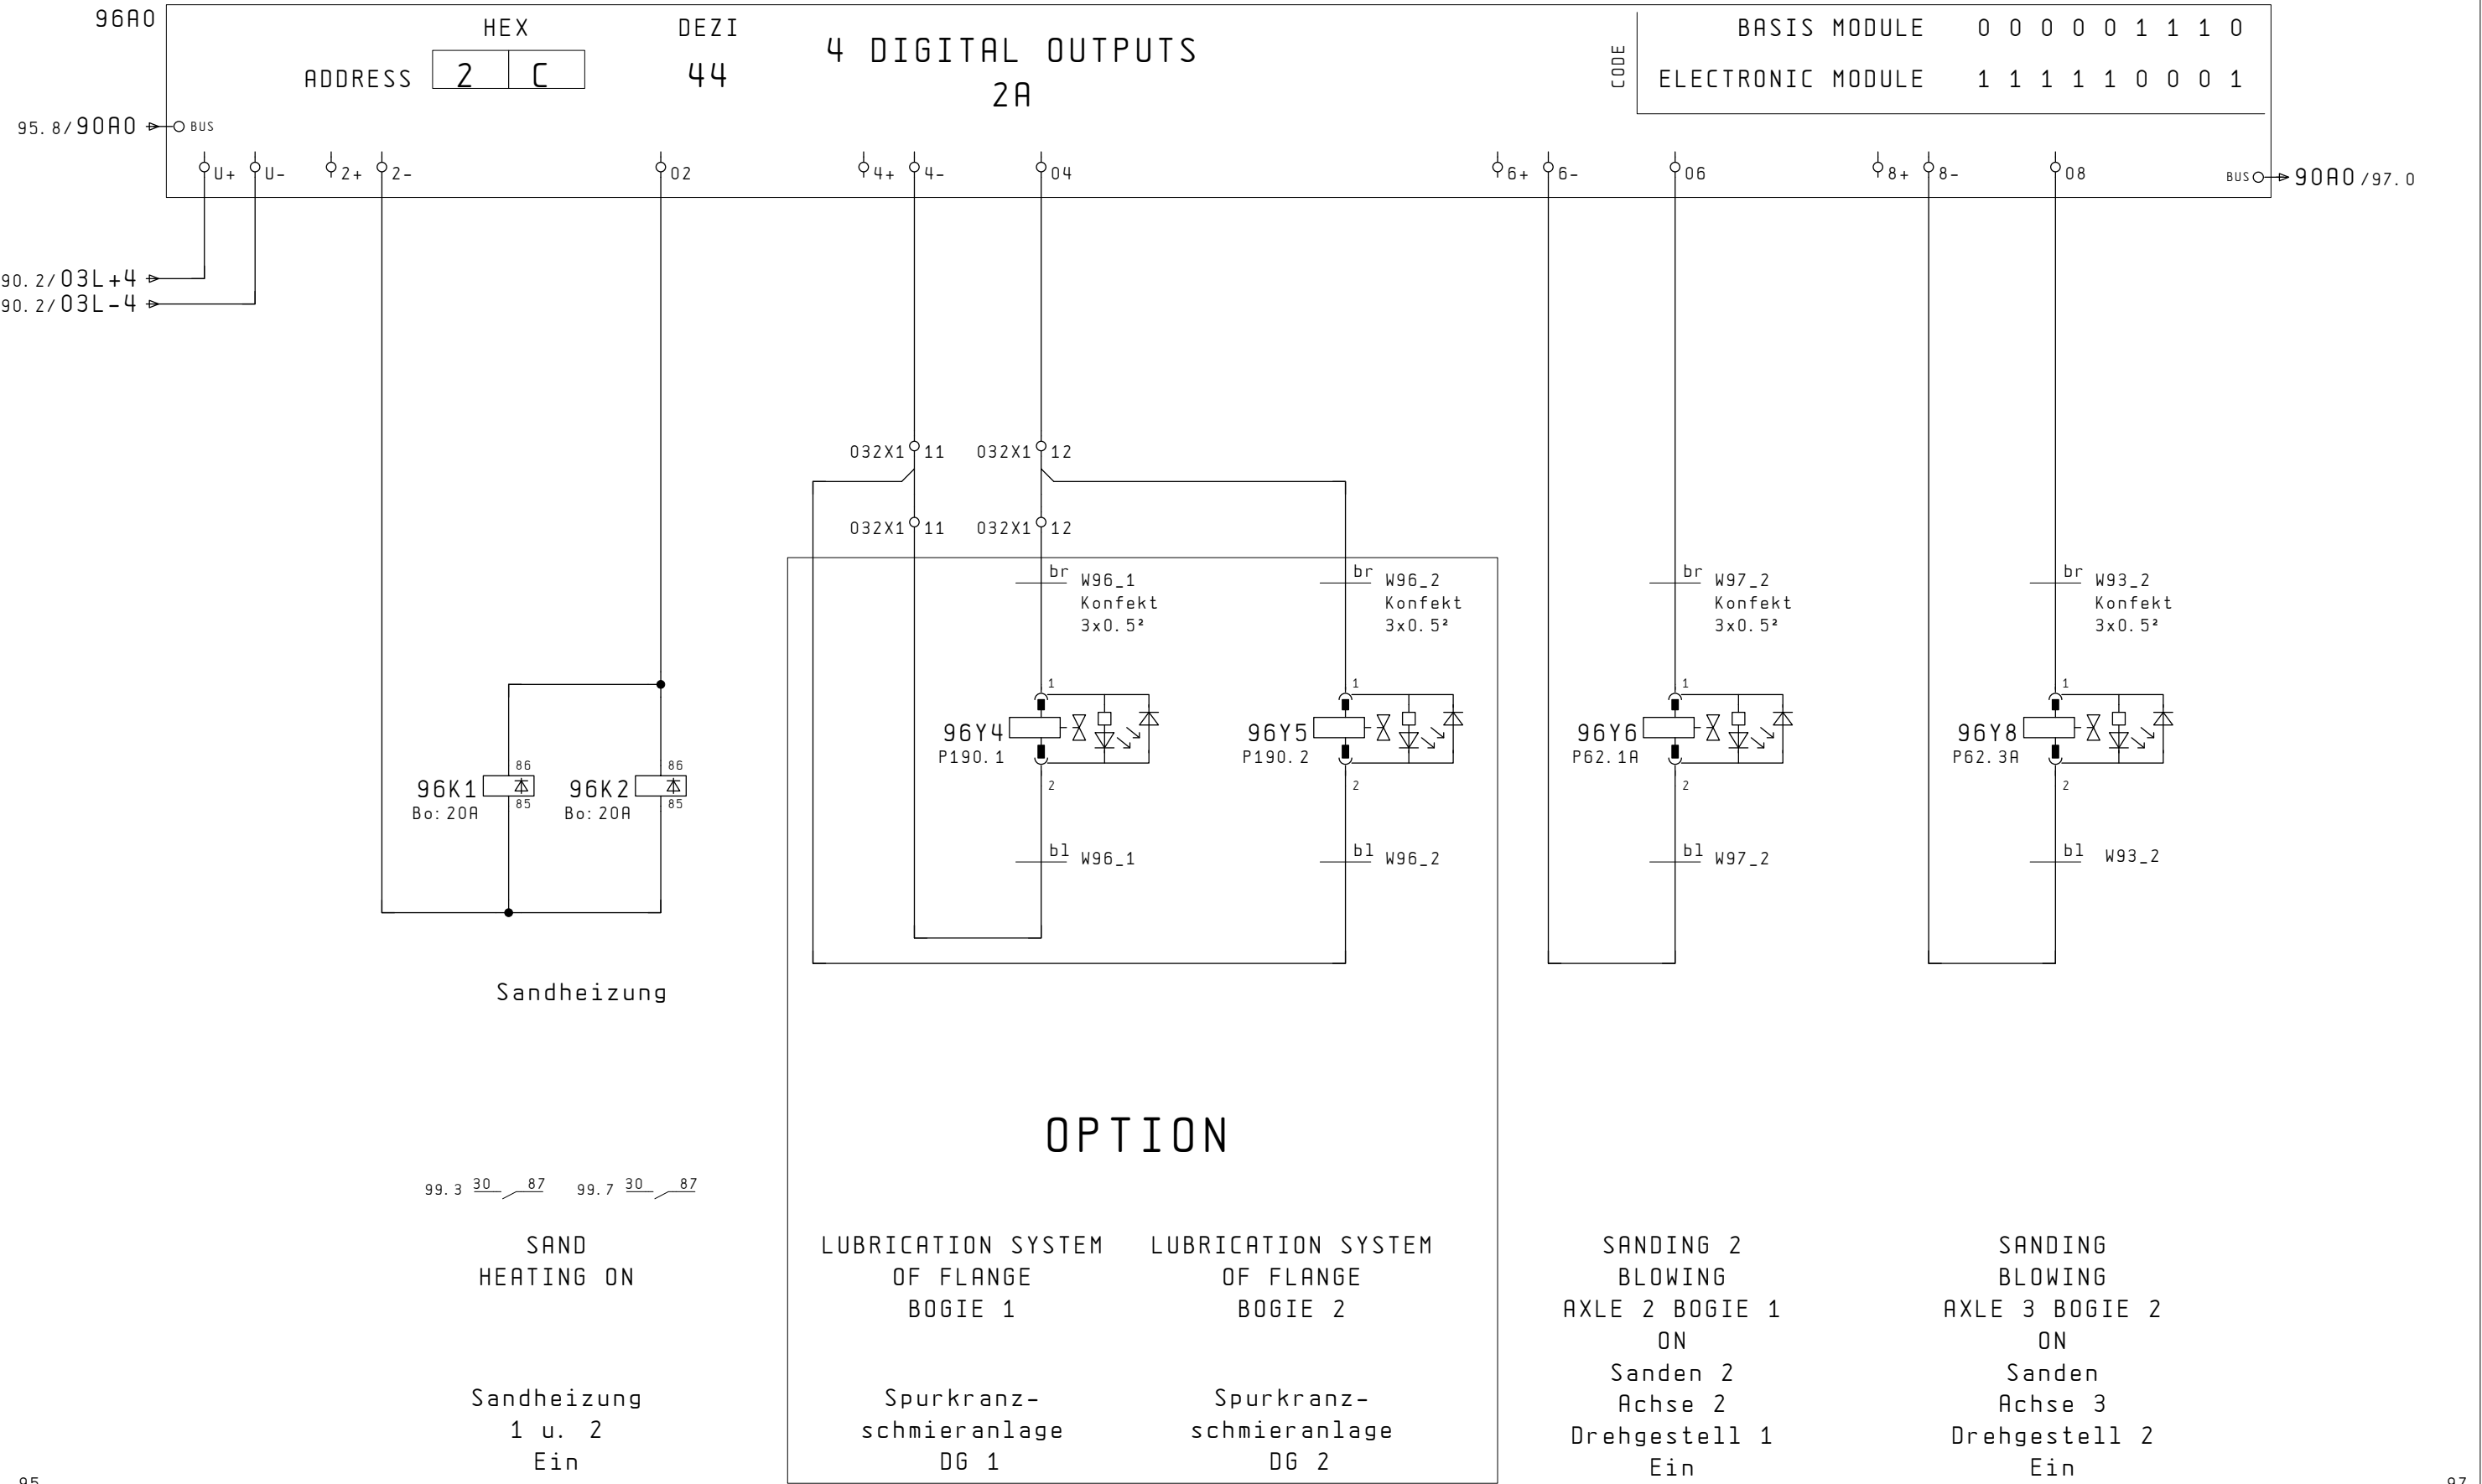 96A0
HEX
DEZI
4 DIGITAL OUTPUTS
2A
ADDRESS
2 C
44
CODE
BASIS MODULE 0 0 0 0 0 1 1 1 0
ELECTRONIC MODULE 1 1 1 1 1 0 0 0 1
95.8/90A0
BUS
U+ U- 2+ 2- 02 4+ 4- 04 6+ 6- 06 8+ 8- 08
BUS
90A0/97.0
90.2/03L+4
90.2/03L-4
032X1 11 032X1 12
032X1 11 032X1 12
br W96_1
Konfekt
3x0.5²
br W96_2
Konfekt
3x0.5²
br W97_2
Konfekt
3x0.5²
br W93_2
Konfekt
3x0.5²
1
96Y4
P190.1
2
1
96Y5
P190.2
2
1
96Y6
P62.1A
2
1
96Y8
P62.3A
2
86
96K1
85
Bo:20A
86
96K2
85
Bo:20A
bl W96_1
bl W96_2
bl W97_2
bl W93_2
Sandheizung
OPTION
99.3 30 87
99.7 30 87
SAND
HEATING ON
Sandheizung
1 u. 2
Ein
LUBRICATION SYSTEM
OF FLANGE
BOGIE 1
Spurkranz-
schmieranlage
DG 1
LUBRICATION SYSTEM
OF FLANGE
BOGIE 2
Spurkranz-
schmieranlage
DG 2
SANDING 2
BLOWING
AXLE 2 BOGIE 1
ON
Sanden 2
Achse 2
Drehgestell 1
Ein
SANDING
BLOWING
AXLE 3 BOGIE 2
ON
Sanden
Achse 3
Drehgestell 2
Ein
95
97